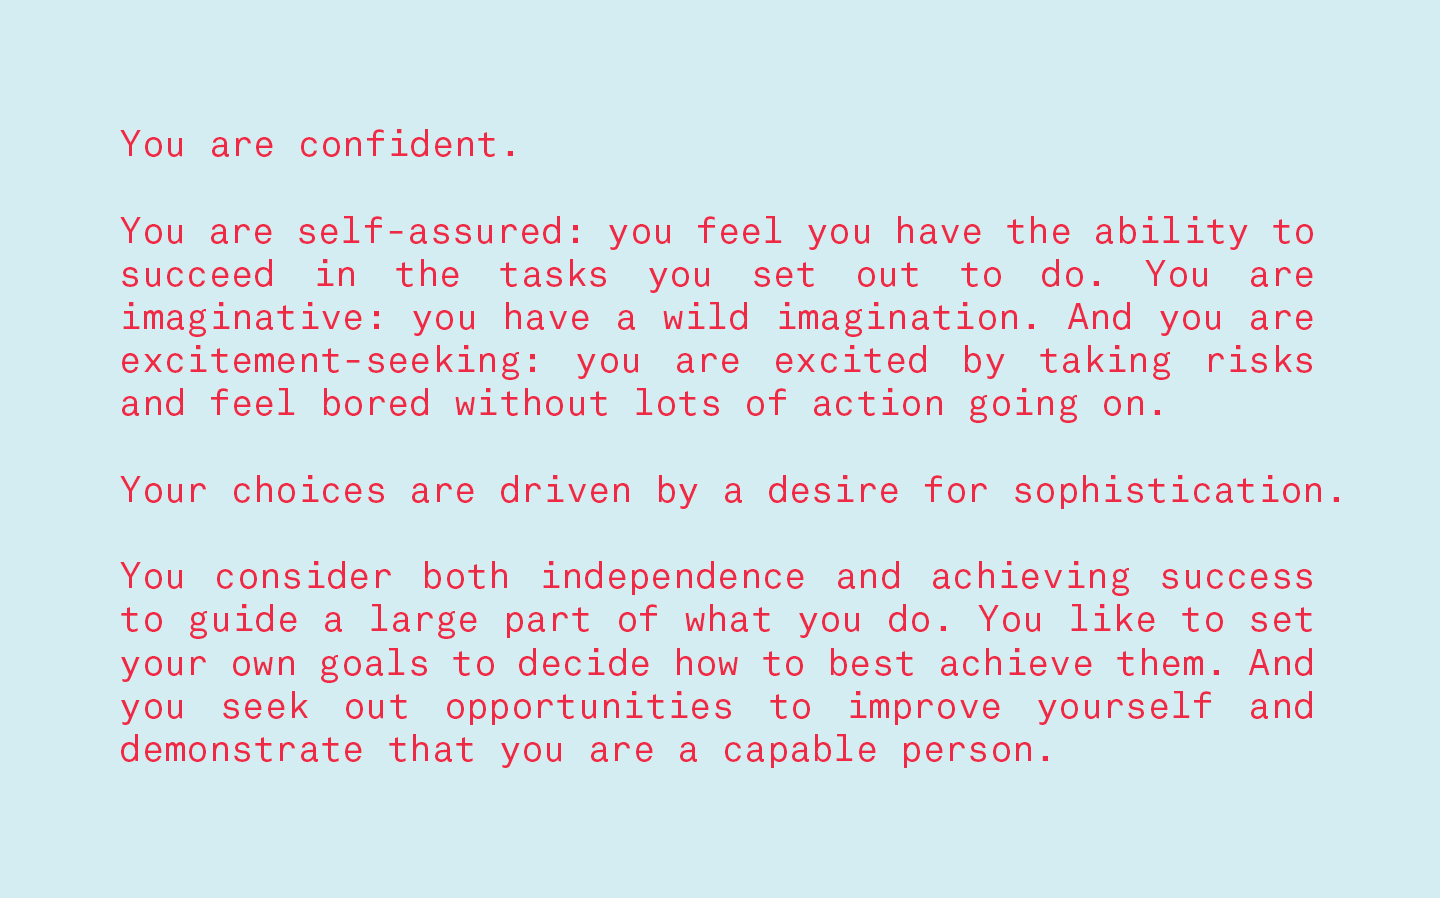 You are confident.
You are self-assured: you feel you have the ability to
succeed in the tasks you set out to do. You are
imaginative: you have a wild imagination. And you are
excitement-seeking: you are excited by taking risks
and feel bored without lots of action going on.
Your choices are driven by a desire for sophistication.
You consider both independence and achieving success
to guide a large part of what you do. You like to set
your own goals to decide how to best achieve them. And
you seek out opportunities to improve yourself and
demonstrate that you are a capable person.